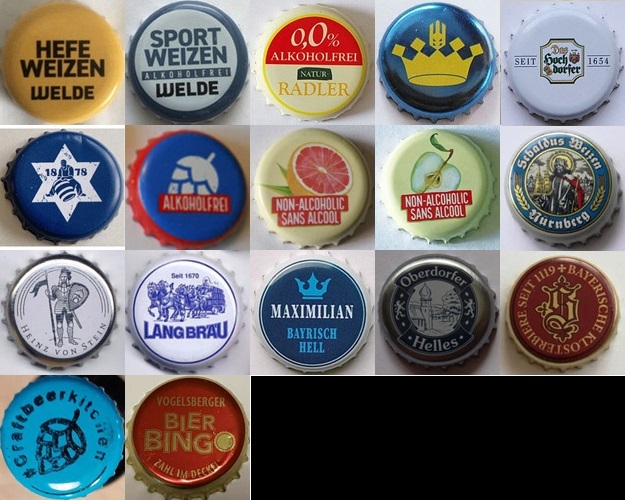 HEFE
WEIZEN
WELDE
SPORT
WEIZEN
ALKOHOLFREI
WELDE
0,0%
ALKOHOLFREI
NATUR-
RADLER
SEIT
Das
Hoch
dorfer
1654
18 78
ALKOHOLFREI
NON-ALCOHOLIC
SANS ALCOOL
NON-ALCOHOLIC
SANS ALCOOL
Sebaldus Weizen
Nürnberg
HEINZ VON STEIN
Seit 1670
LANGBRÄU
MAXIMILIAN
BAYRISCH
HELL
Oberdorfer
Helles
BAYERISCHE KLOSTERBIERE SEIT 1119
S
#Craftbeerkitchen
VOGELSBERGER
BIER
BINGO
ZAHL IM DECKEL